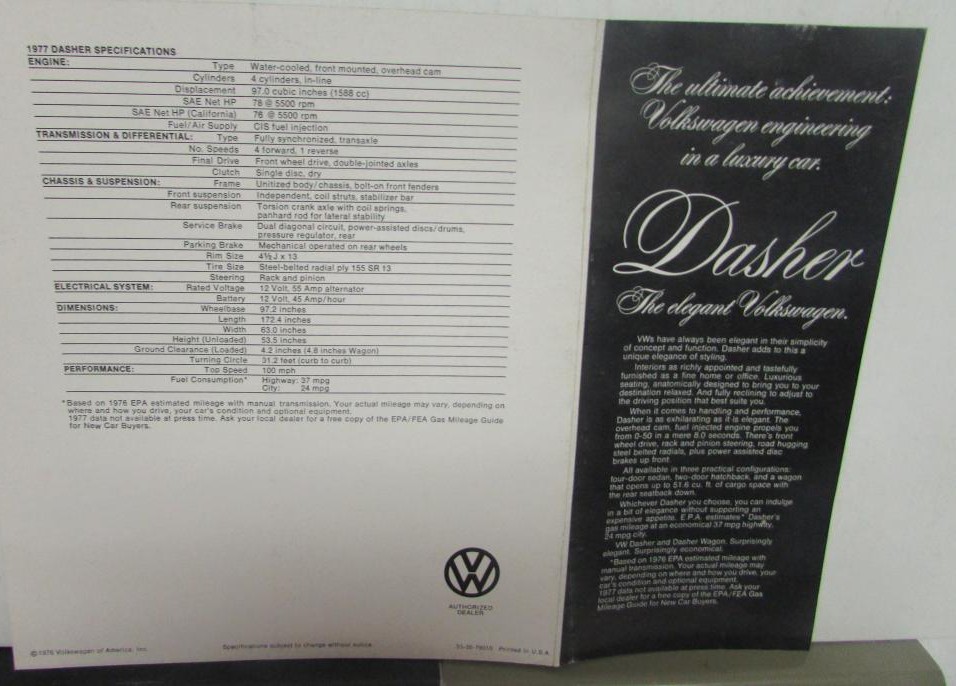 1977 DASHER SPECIFICATIONS
ENGINE: Type Water-cooled, front mounted, overhead cam
Cylinders 4 cylinders, in-line
Displacement 97.0 cubic inches (1588 cc)
SAE Net HP 78 @ 5500 rpm
SAE Net HP (California) 76 @ 5500 rpm
Fuel/Air Supply CIS fuel injection
TRANSMISSION & DIFFERENTIAL: Type Fully synchronized, transaxle
No. Speeds 4 forward, 1 reverse
Final Drive Front wheel drive, double-jointed axles
Clutch Single disc, dry
CHASSIS & SUSPENSION: Frame Unitized body/chassis, bolt-on front fenders
Front suspension Independent, coil struts, stabilizer bar
Rear suspension Torsion crank axle with coil springs,
panhard rod for lateral stability
Service Brake Dual diagonal circuit, power-assisted discs/drums,
pressure regulator, rear
Parking Brake Mechanical operated on rear wheels
Rim Size 4½J x 13
Tire Size Steel-belted radial ply 155 SR 13
Steering Rack and pinion
ELECTRICAL SYSTEM: Rated Voltage 12 Volt, 55 Amp alternator
Battery 12 Volt, 45 Amp/hour
DIMENSIONS: Wheelbase 97.2 inches
Length 172.4 inches
Width 63.0 inches
Height (Unloaded) 53.5 inches
Ground Clearance (Loaded) 4.2 inches (4.8 inches Wagon)
Turning Circle 31.2 feet (curb to curb)
PERFORMANCE: Top Speed 100 mph
Fuel Consumption* Highway: 37 mpg
City: 24 mpg
*Based on 1976 EPA estimated mileage with manual transmission. Your actual mileage may vary, depending on
where and how you drive, your car's condition and optional equipment.
1977 data not available at press time. Ask your local dealer for a free copy of the EPA/FEA Gas Mileage Guide
for New Car Buyers.
VW
AUTHORIZED
DEALER
©1976 Volkswagen of America, Inc.
Specifications subject to change without notice
Printed in U.S.A.
The ultimate achievement:
Volkswagen engineering
in a luxury car.
Dasher
The elegant Volkswagen.
VWs have always been elegant in their simplicity
of concept and function. Dasher adds to this a
unique elegance of styling.
Interiors as richly appointed and tastefully
furnished as a fine home or office. Luxurious
seating, anatomically designed to bring you to your
destination relaxed. And fully reclining to adjust to
the driving position that best suits you.
When it comes to handling and performance,
Dasher is as exhilarating as it is elegant. The
overhead cam, fuel injected engine propels you
from 0-50 in a mere 8.0 seconds. There's front
wheel drive, rack and pinion steering, road hugging
steel belted radials, plus power assisted disc
brakes up front.
All available in three practical configurations:
four-door sedan, two-door hatchback, and a wagon
that opens up to 51.6 cu. ft. of cargo space with
the rear seatback down.
Whichever Dasher you choose, you can indulge
in a bit of elegance without supporting an
expensive appetite. E.P.A. estimates* Dasher's
gas mileage at an economical 37 mpg highway,
24 mpg city.
VW Dasher and Dasher Wagon. Surprisingly
elegant. Surprisingly economical.
*Based on 1976 EPA estimated mileage with
manual transmission. Your actual mileage may
vary, depending on where and how you drive, your
car's condition and optional equipment.
1977 data not available at press time. Ask your
local dealer for a free copy of the EPA/FEA Gas
Mileage Guide for New Car Buyers.